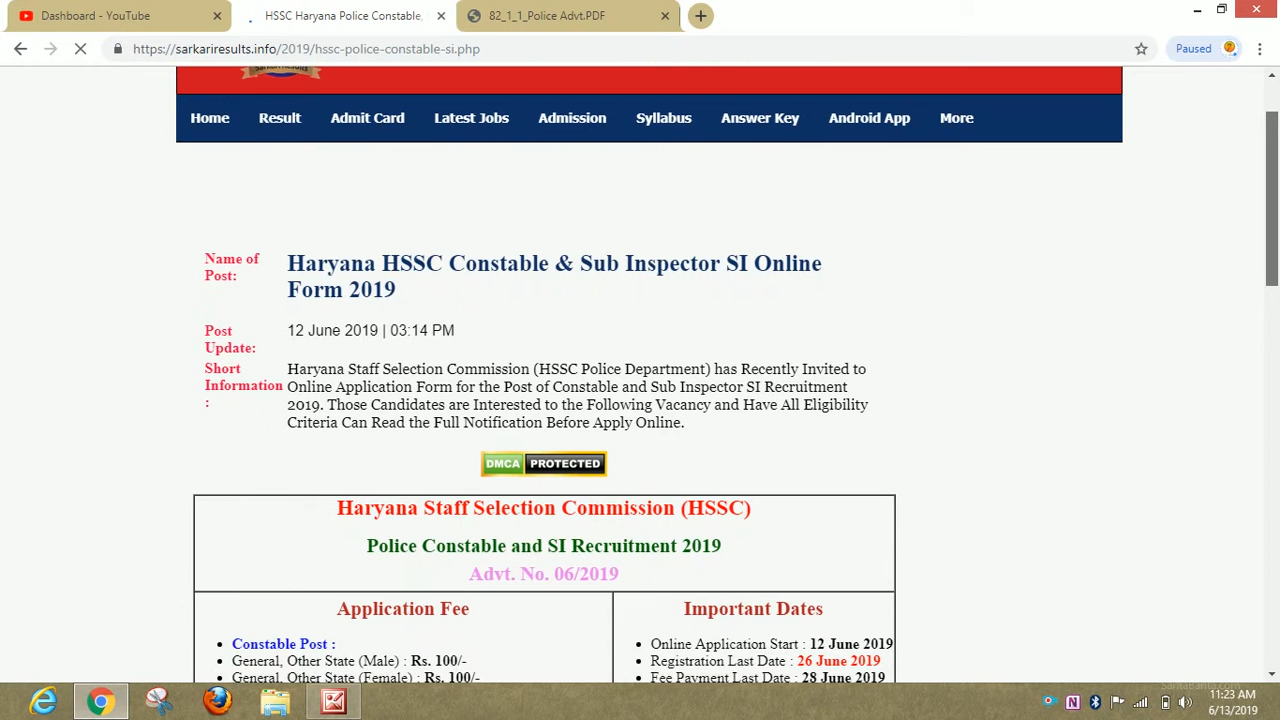 Dashboard - YouTube
HSSC Haryana Police Constable,
82_1_1_Police Advt.PDF
https://sarkariresults.info/2019/hssc-police-constable-si.php
Paused
Home Result Admit Card Latest Jobs Admission Syllabus Answer Key Android App More
Name of
Post:
Haryana HSSC Constable & Sub Inspector SI Online
Form 2019
Post
Update:
12 June 2019 | 03:14 PM
Short
Information
:
Haryana Staff Selection Commission (HSSC Police Department) has Recently Invited to
Online Application Form for the Post of Constable and Sub Inspector SI Recruitment
2019. Those Candidates are Interested to the Following Vacancy and Have All Eligibility
Criteria Can Read the Full Notification Before Apply Online.
DMCA PROTECTED
Haryana Staff Selection Commission (HSSC)
Police Constable and SI Recruitment 2019
Advt. No. 06/2019
Application Fee
Constable Post :
General, Other State (Male) : Rs. 100/-
General, Other State (Female) : Rs. 100/-
Important Dates
Online Application Start : 12 June 2019
Registration Last Date : 26 June 2019
Fee Payment Last Date : 28 June 2019
SantaBanta.com
11:23 AM
6/13/2019